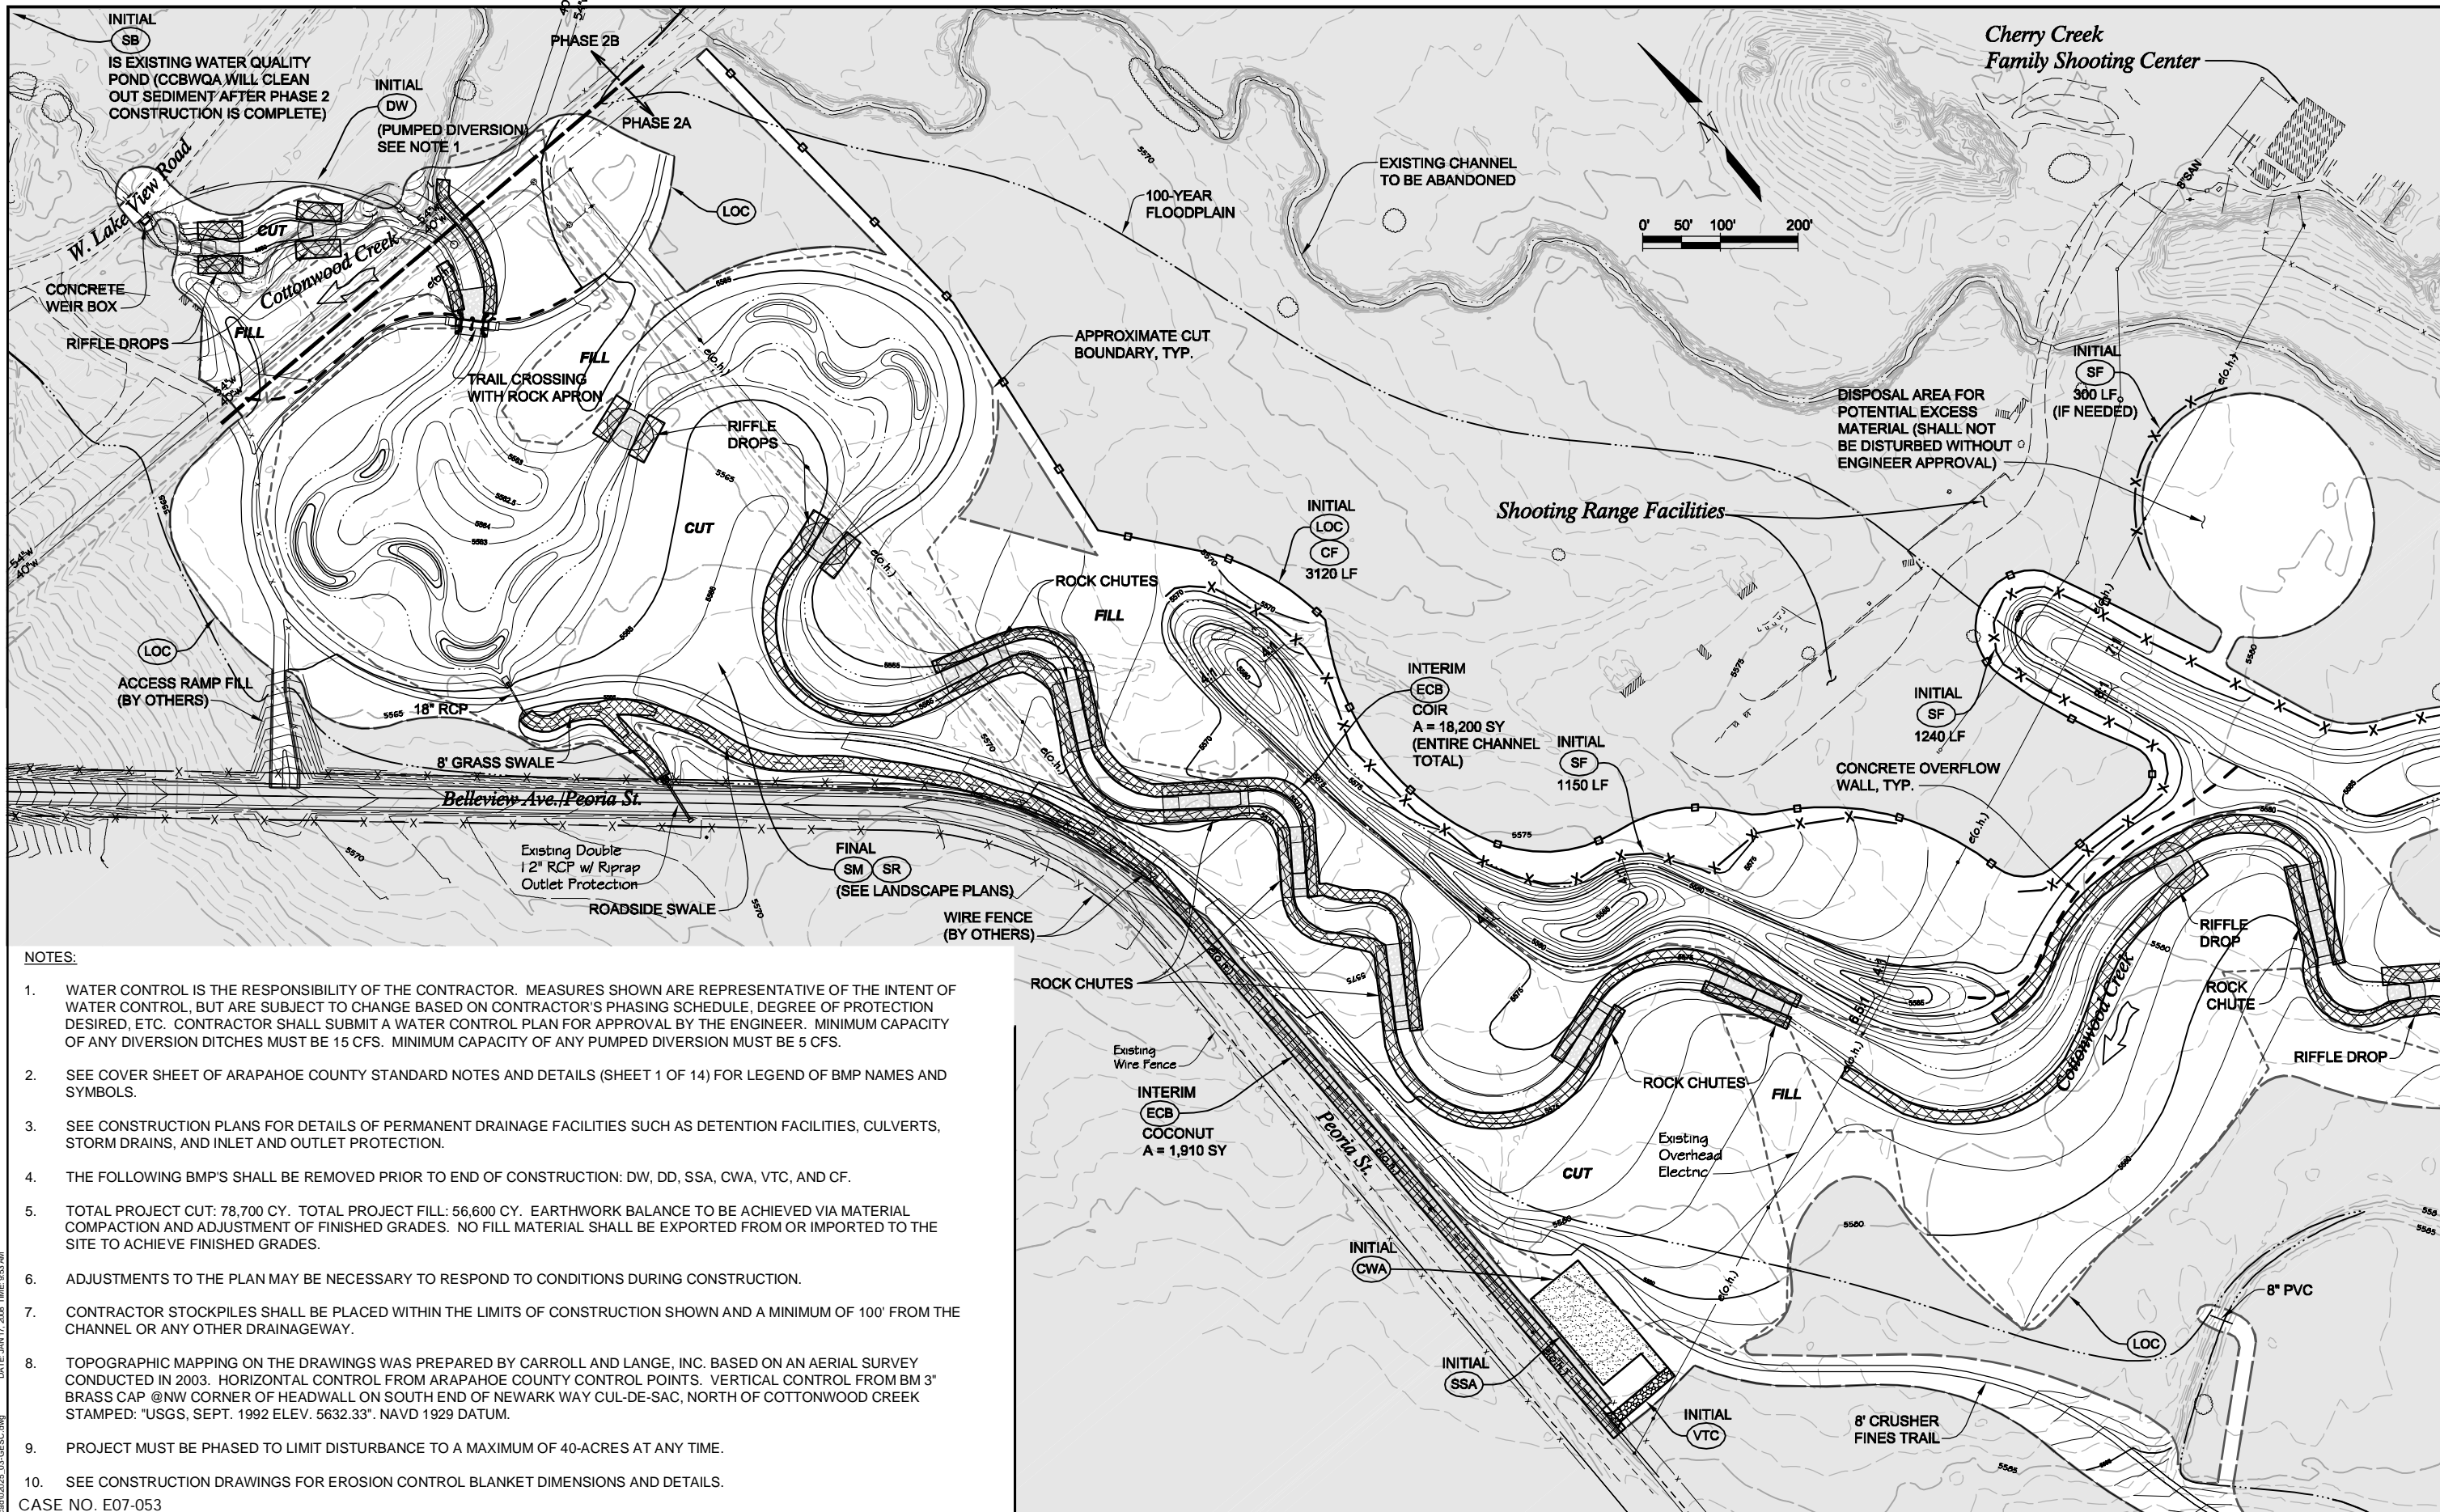 INITIAL
SB
IS EXISTING WATER QUALITY
POND (CCBWQA WILL CLEAN
OUT SEDIMENT AFTER PHASE 2
CONSTRUCTION IS COMPLETE)
INITIAL
DW
(PUMPED DIVERSION)
SEE NOTE 1
PHASE 2B
PHASE 2A
LOC
W. Lake View Road
CUT
Cottonwood Creek
CONCRETE
WEIR BOX
RIFFLE DROPS
FILL
FILL
TRAIL CROSSING
WITH ROCK APRON
RIFFLE
DROPS
CUT
100-YEAR
FLOODPLAIN
EXISTING CHANNEL
TO BE ABANDONED
APPROXIMATE CUT
BOUNDARY, TYP.
0' 50' 100' 200'
N
Cherry Creek
Family Shooting Center
8"SAN
INITIAL
SF
300 LF
(IF NEEDED)
DISPOSAL AREA FOR
POTENTIAL EXCESS
MATERIAL (SHALL NOT
BE DISTURBED WITHOUT
ENGINEER APPROVAL)
Shooting Range Facilities
INITIAL
LOC
CF
3120 LF
ROCK CHUTES
FILL
INTERIM
ECB
COIR
A = 18,200 SY
(ENTIRE CHANNEL
TOTAL)
INITIAL
SF
1150 LF
INITIAL
SF
1240 LF
CONCRETE OVERFLOW
WALL, TYP.
LOC
ACCESS RAMP FILL
(BY OTHERS)
18" RCP
8' GRASS SWALE
Belleview Ave./Peoria St.
Existing Double
12" RCP w/ Riprap
Outlet Protection
ROADSIDE SWALE
FINAL
SM SR
(SEE LANDSCAPE PLANS)
WIRE FENCE
(BY OTHERS)
ROCK CHUTES
Existing
Wire Fence
INTERIM
ECB
COCONUT
A = 1,910 SY
Peoria St.
ROCK CHUTES
FILL
Existing
Overhead
Electric
CUT
Cottonwood Creek
RIFFLE
DROP
ROCK
CHUTE
RIFFLE DROP
INITIAL
CWA
INITIAL
SSA
INITIAL
VTC
8' CRUSHER
FINES TRAIL
LOC
8" PVC
5565
5570
5575
5580
5585
e(o.h.)
4:1
6.5:1
NOTES:
1. WATER CONTROL IS THE RESPONSIBILITY OF THE CONTRACTOR. MEASURES SHOWN ARE REPRESENTATIVE OF THE INTENT OF
WATER CONTROL, BUT ARE SUBJECT TO CHANGE BASED ON CONTRACTOR'S PHASING SCHEDULE, DEGREE OF PROTECTION
DESIRED, ETC. CONTRACTOR SHALL SUBMIT A WATER CONTROL PLAN FOR APPROVAL BY THE ENGINEER. MINIMUM CAPACITY
OF ANY DIVERSION DITCHES MUST BE 15 CFS. MINIMUM CAPACITY OF ANY PUMPED DIVERSION MUST BE 5 CFS.
2. SEE COVER SHEET OF ARAPAHOE COUNTY STANDARD NOTES AND DETAILS (SHEET 1 OF 14) FOR LEGEND OF BMP NAMES AND
SYMBOLS.
3. SEE CONSTRUCTION PLANS FOR DETAILS OF PERMANENT DRAINAGE FACILITIES SUCH AS DETENTION FACILITIES, CULVERTS,
STORM DRAINS, AND INLET AND OUTLET PROTECTION.
4. THE FOLLOWING BMP'S SHALL BE REMOVED PRIOR TO END OF CONSTRUCTION: DW, DD, SSA, CWA, VTC, AND CF.
5. TOTAL PROJECT CUT: 78,700 CY. TOTAL PROJECT FILL: 56,600 CY. EARTHWORK BALANCE TO BE ACHIEVED VIA MATERIAL
COMPACTION AND ADJUSTMENT OF FINISHED GRADES. NO FILL MATERIAL SHALL BE EXPORTED FROM OR IMPORTED TO THE
SITE TO ACHIEVE FINISHED GRADES.
6. ADJUSTMENTS TO THE PLAN MAY BE NECESSARY TO RESPOND TO CONDITIONS DURING CONSTRUCTION.
7. CONTRACTOR STOCKPILES SHALL BE PLACED WITHIN THE LIMITS OF CONSTRUCTION SHOWN AND A MINIMUM OF 100' FROM THE
CHANNEL OR ANY OTHER DRAINAGEWAY.
8. TOPOGRAPHIC MAPPING ON THE DRAWINGS WAS PREPARED BY CARROLL AND LANGE, INC. BASED ON AN AERIAL SURVEY
CONDUCTED IN 2003. HORIZONTAL CONTROL FROM ARAPAHOE COUNTY CONTROL POINTS. VERTICAL CONTROL FROM BM 3"
BRASS CAP @NW CORNER OF HEADWALL ON SOUTH END OF NEWARK WAY CUL-DE-SAC, NORTH OF COTTONWOOD CREEK
STAMPED: "USGS, SEPT. 1992 ELEV. 5632.33". NAVD 1929 DATUM.
9. PROJECT MUST BE PHASED TO LIMIT DISTURBANCE TO A MAXIMUM OF 40-ACRES AT ANY TIME.
10. SEE CONSTRUCTION DRAWINGS FOR EROSION CONTROL BLANKET DIMENSIONS AND DETAILS.
CASE NO. E07-053